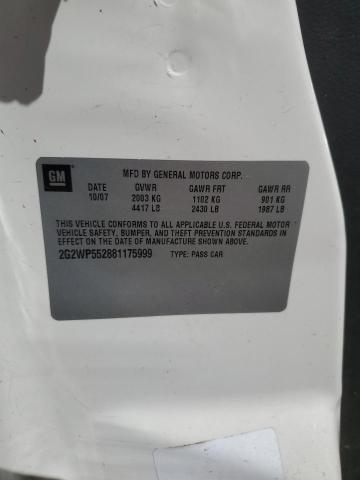 GM
MFD BY GENERAL MOTORS CORP.
DATE GVWR GAWR FRT GAWR RR
10/07 2003 KG 1102 KG 901 KG
4417 LB 2430 LB 1987 LB
THIS VEHICLE CONFORMS TO ALL APPLICABLE U.S. FEDERAL MOTOR
VEHICLE SAFETY, BUMPER, AND THEFT PREVENTION STANDARDS IN
EFFECT ON THE DATE OF MANUFACTURE SHOWN ABOVE.
2G2WP552881175999 TYPE: PASS CAR